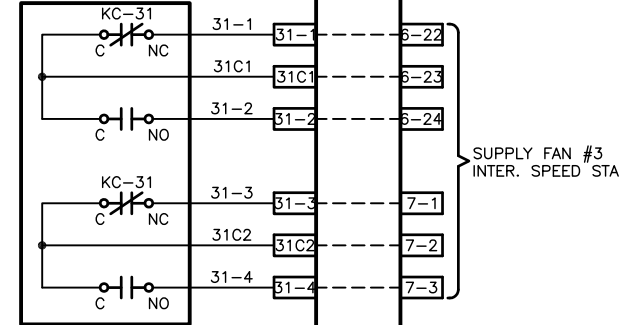 KC-31
C NC 31-1 31-1 6-22
31C1 31C1 6-23
C NO 31-2 31-2 6-24
SUPPLY FAN #3
INTER. SPEED STA
KC-31
C NC 31-3 31-3 7-1
31C2 31C2 7-2
C NO 31-4 31-4 7-3